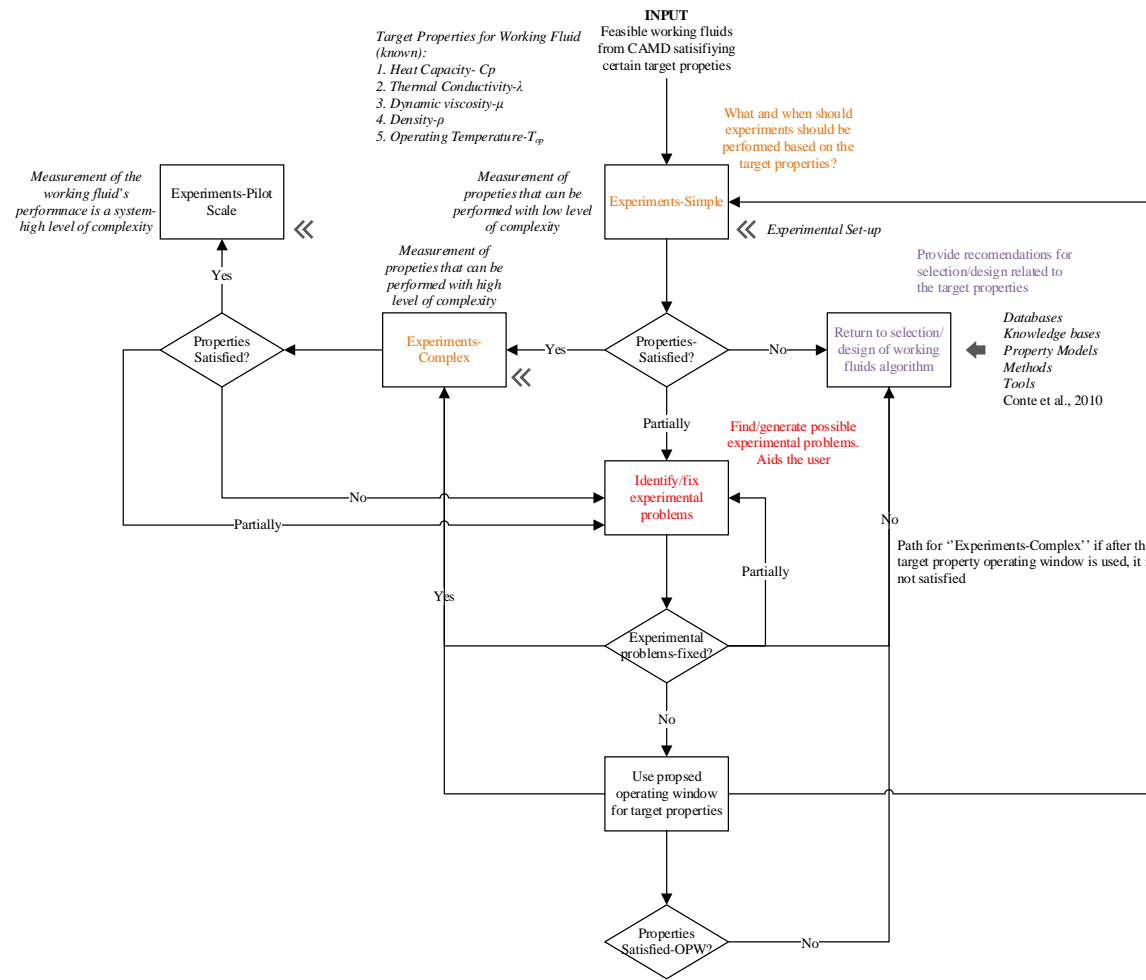 INPUT
Feasible working fluids
from CAMD satisifiying
certain target propeties
Target Properties for Working Fluid
(known):
1. Heat Capacity- Cp
2. Thermal Conductivity-λ
3. Dynamic viscosity-μ
4. Density-ρ
5. Operating Temperature-Top
What and when should
experiments should be
performed based on the
target properties?
Measurement of the
working fluid's
performnace is a system-
high level of complexity
Experiments-Pilot
Scale
Measurement of
propeties that can be
performed with low level
of complexity
Experiments-Simple
Experimental Set-up
Measurement of
propeties that can be
performed with high
level of complexity
Provide recomendations for
selection/design related to
the target properties
Yes
Properties
Satisfied?
Experiments-
Complex
Yes
Properties-
Satisfied?
No
Return to selection/
design of working
fluids algorithm
Databases
Knowledge bases
Property Models
Methods
Tools
Conte et al., 2010
Partially
Find/generate possible
experimental problems.
Aids the user
Identify/fix
experimental
problems
No
Partially
No
Path for ‘’Experiments-Complex’’ if after th
target property operating window is used, it
not satisfied
Partially
Yes
Experimental
problems-fixed?
No
Use propsed
operating window
for target properties
Properties
Satisfied-OPW?
No